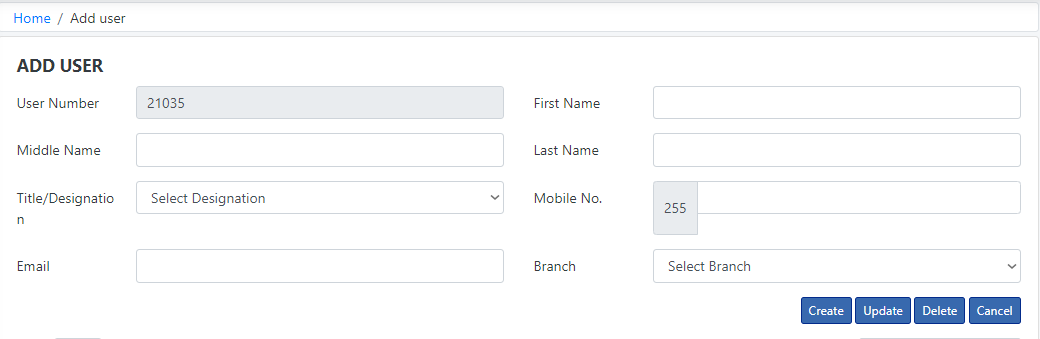 Home / Add user
ADD USER
User Number 21035 First Name
Middle Name Last Name
Title/Designatio
n Select Designation Mobile No. 255
Email Branch Select Branch
Create Update Delete Cancel